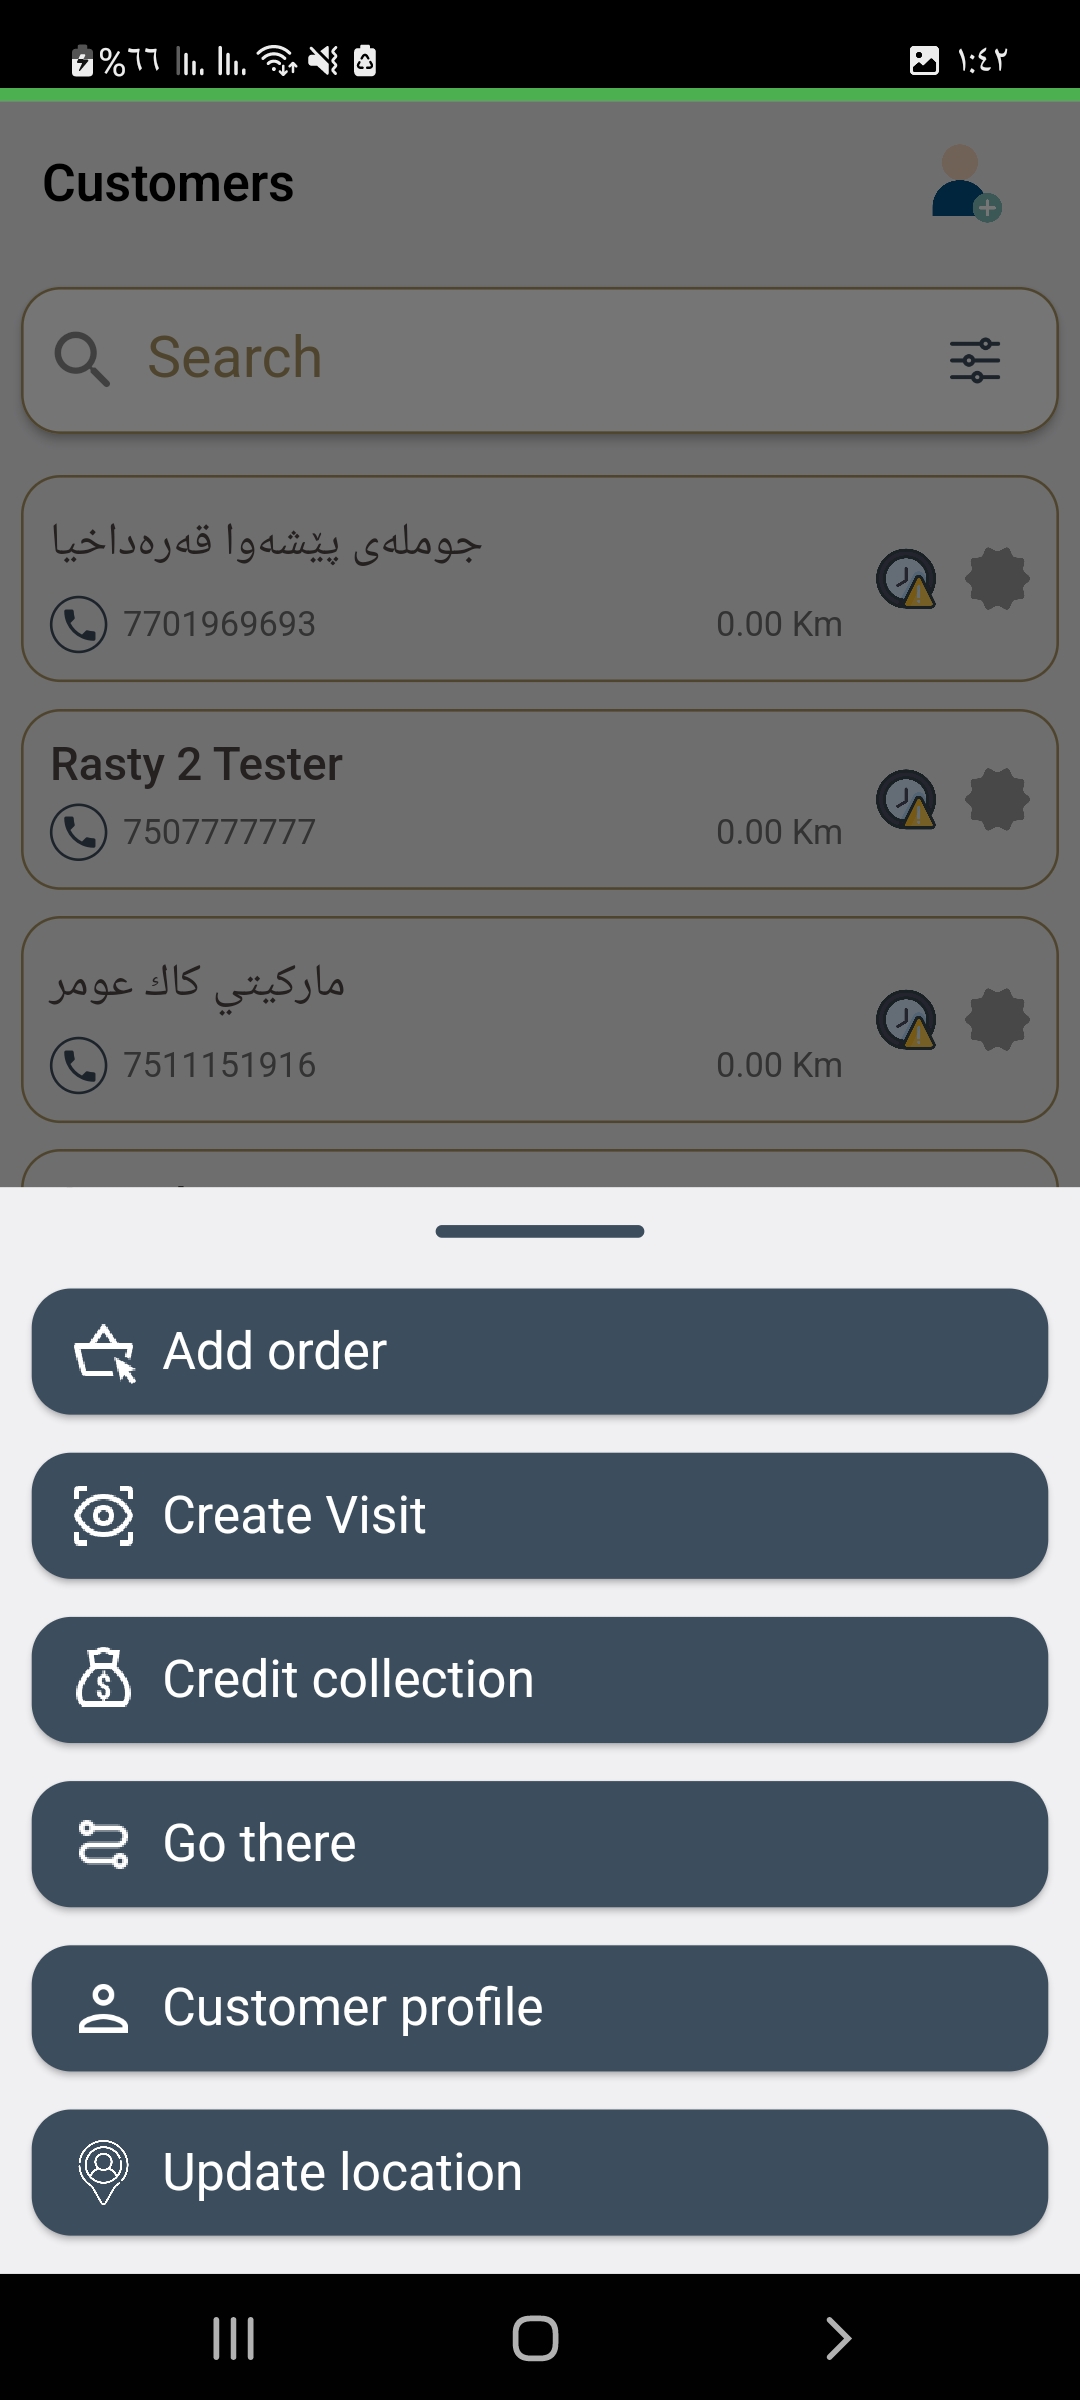 %٦٦
١:٤٢
Customers
Search
جوملەی پێشەوا قەرەداخیا
7701969693
0.00 Km
Rasty 2 Tester
7507777777
0.00 Km
ماركيتي كاك عومر
7511151916
0.00 Km
Add order
Create Visit
Credit collection
Go there
Customer profile
Update location